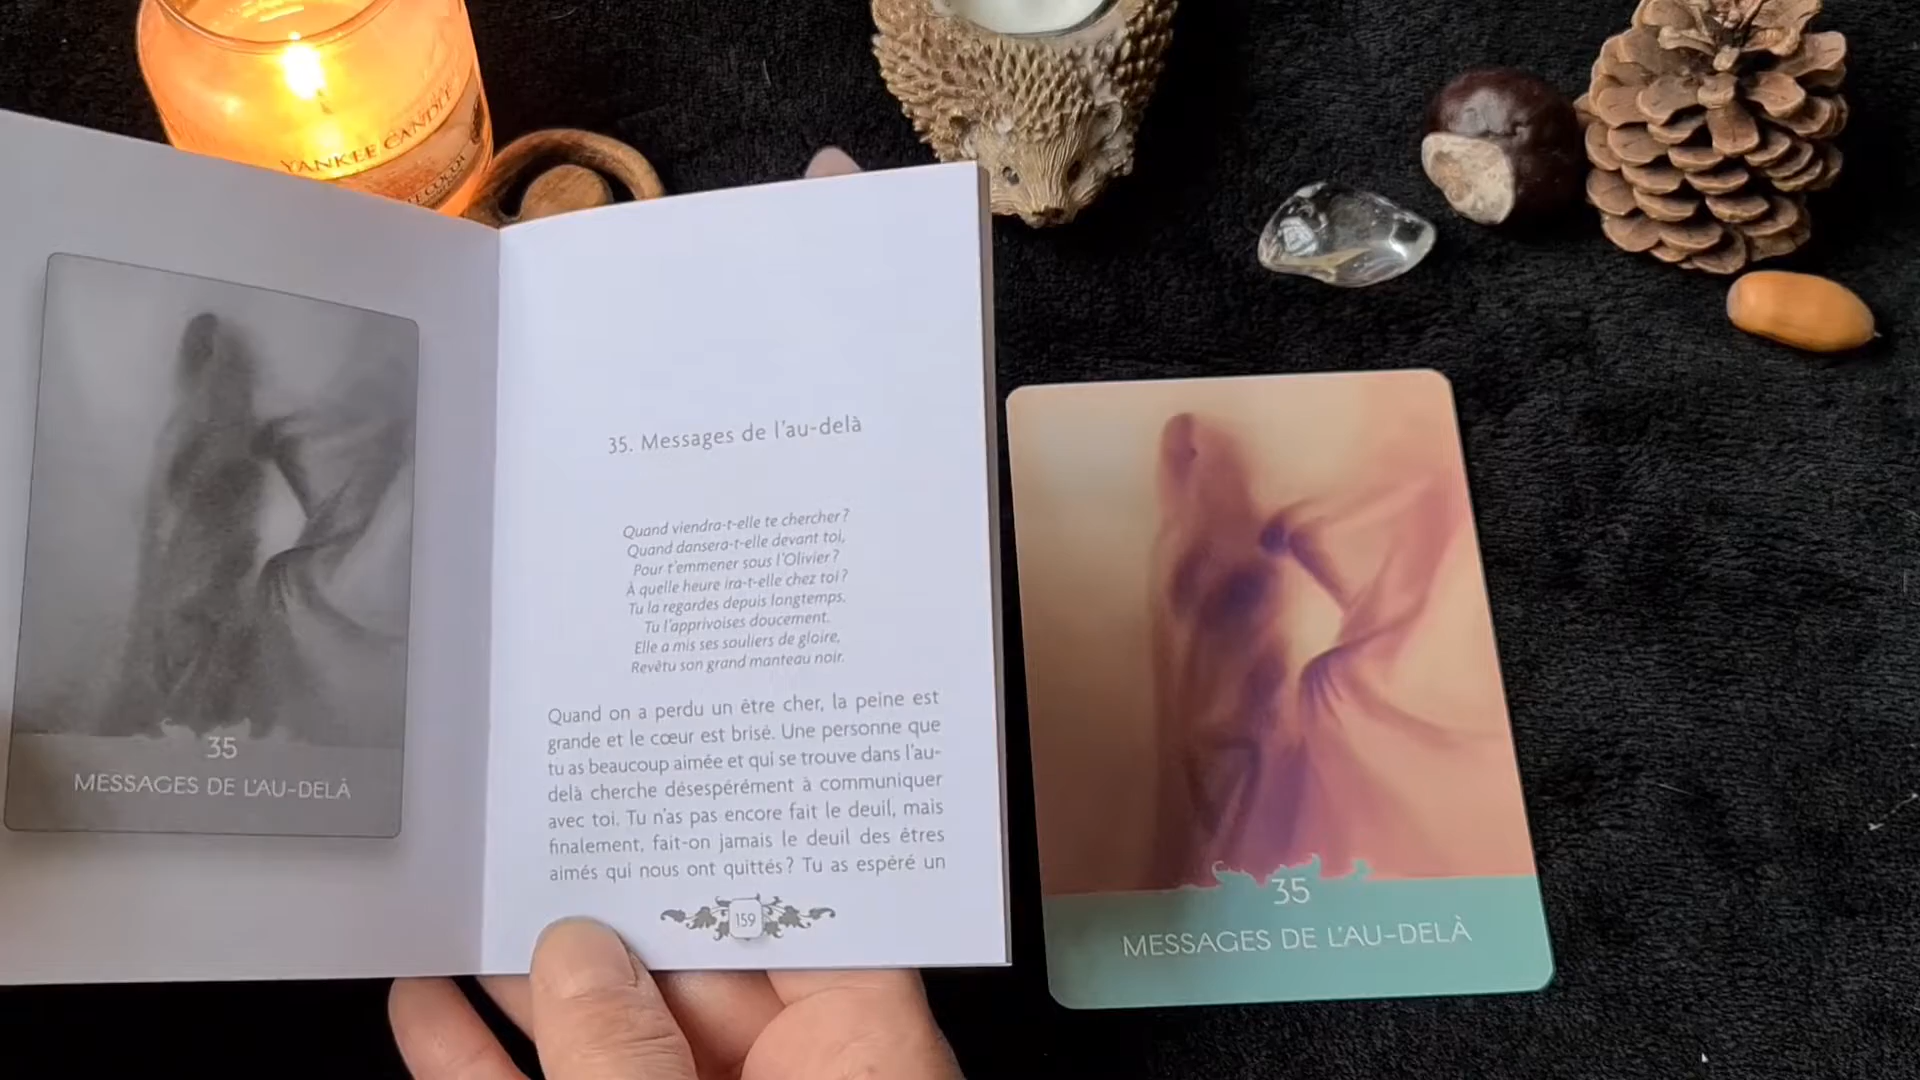 YANKEE CANDLE
35
MESSAGES DE L'AU-DELÀ
35. Messages de l'au-delà
Quand viendra-t-elle te chercher ?
Quand dansera-t-elle devant toi,
Pour t'emmener sous l'Olivier ?
À quelle heure ira-t-elle chez toi ?
Tu la regardes depuis longtemps.
Tu l'apprivoises doucement.
Elle a mis ses souliers de gloire,
Revêtu son grand manteau noir.
Quand on a perdu un être cher, la peine est
grande et le cœur est brisé. Une personne que
tu as beaucoup aimée et qui se trouve dans l'au-
delà cherche désespérément à communiquer
avec toi. Tu n'as pas encore fait le deuil, mais
finalement, fait-on jamais le deuil des êtres
aimés qui nous ont quittés ? Tu as espéré un
159
35
MESSAGES DE L'AU-DELÀ